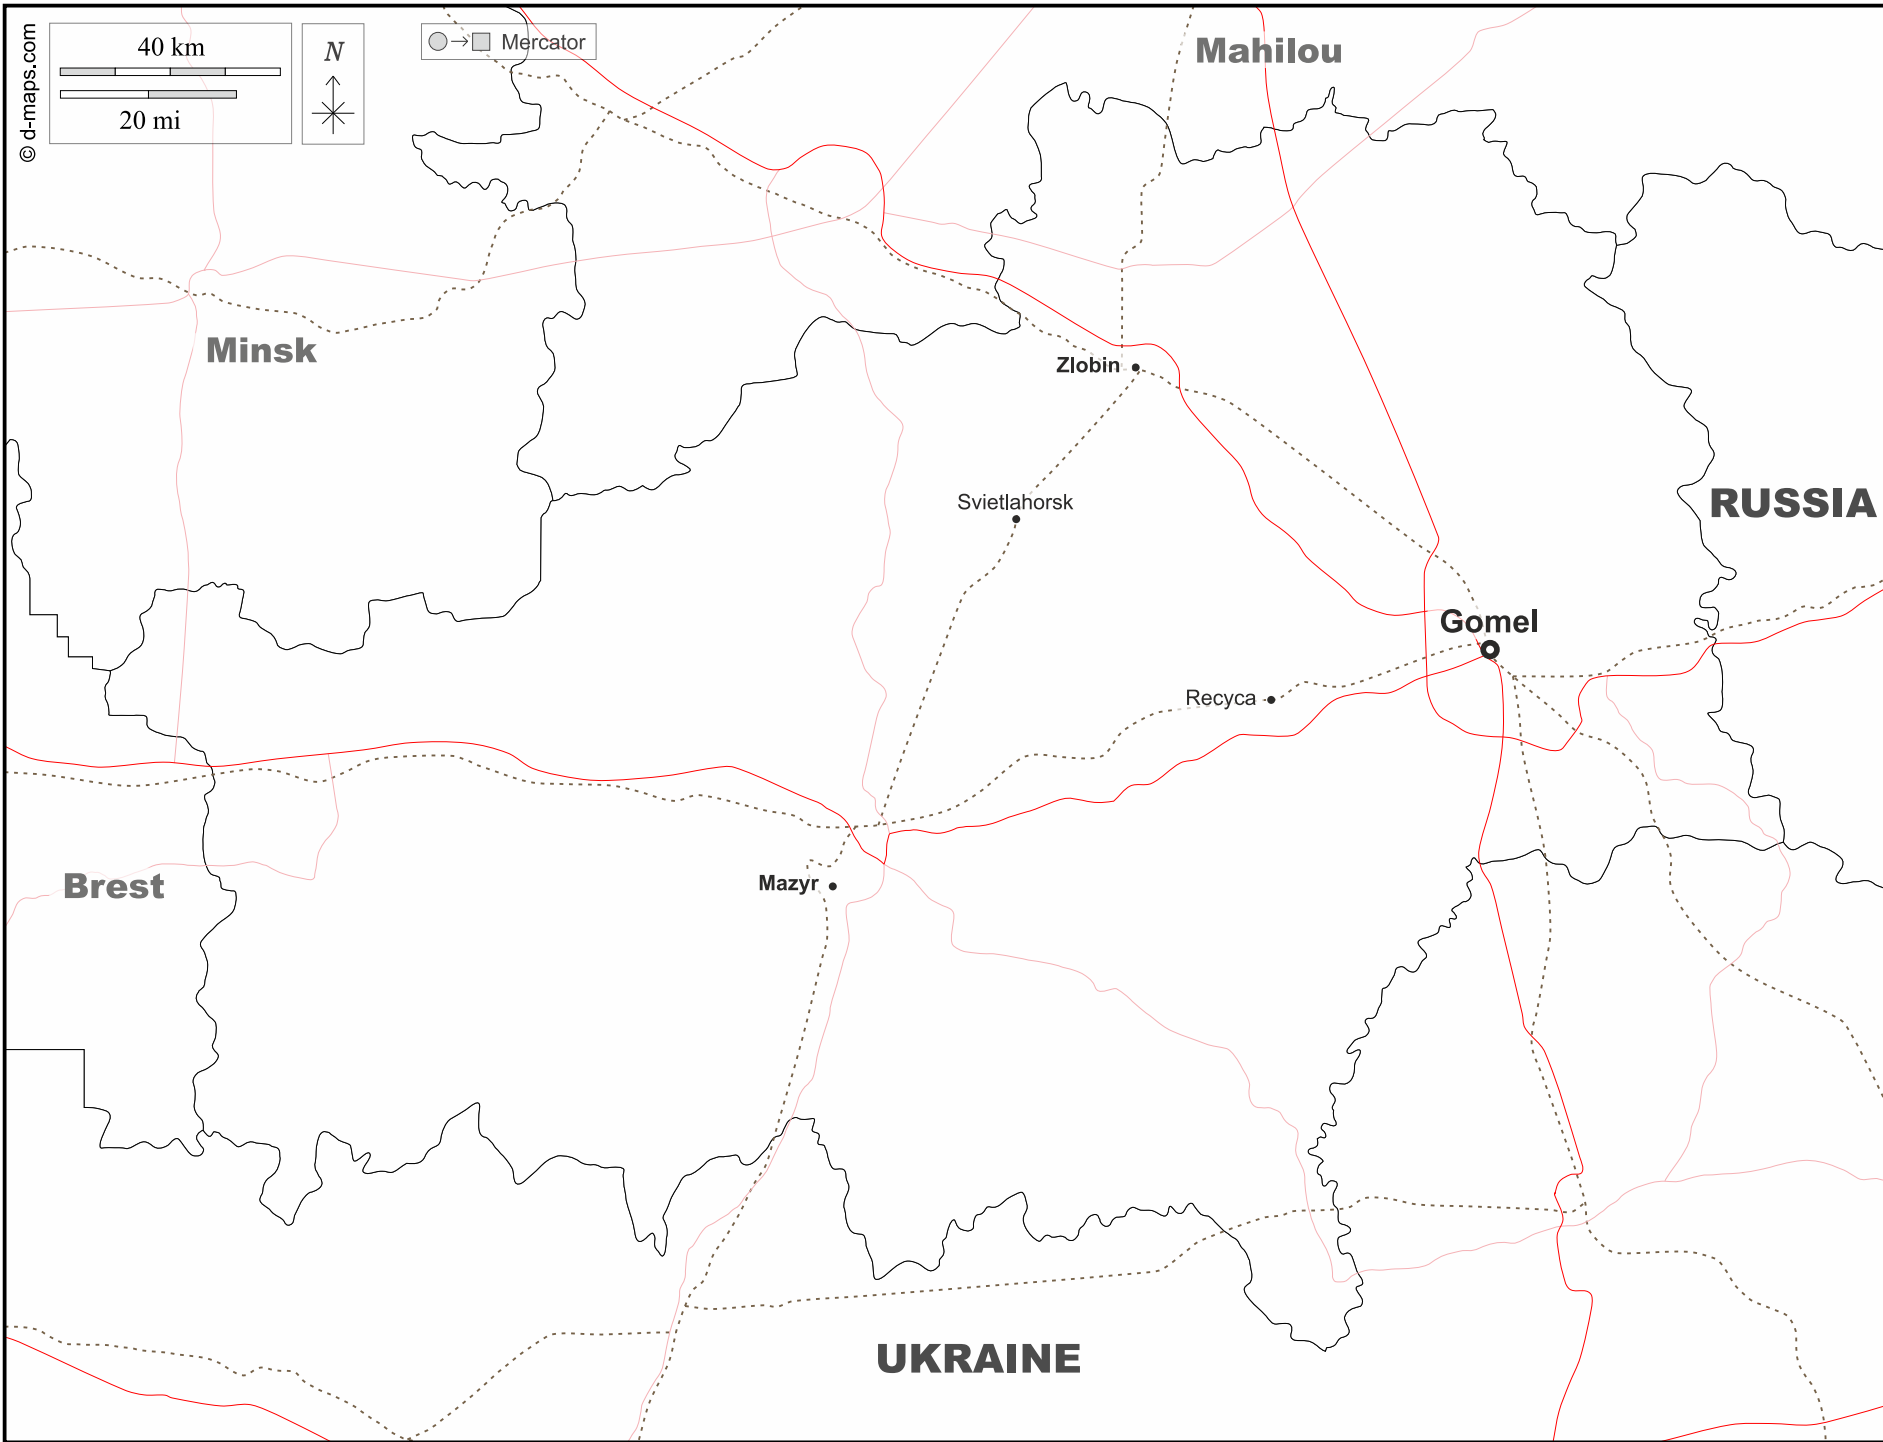 © d-maps.com
40 km
20 mi
N
Mercator
Mahilou
Minsk
Zlobin
Svietlahorsk
RUSSIA
Gomel
Recyca
Brest
Mazyr
UKRAINE